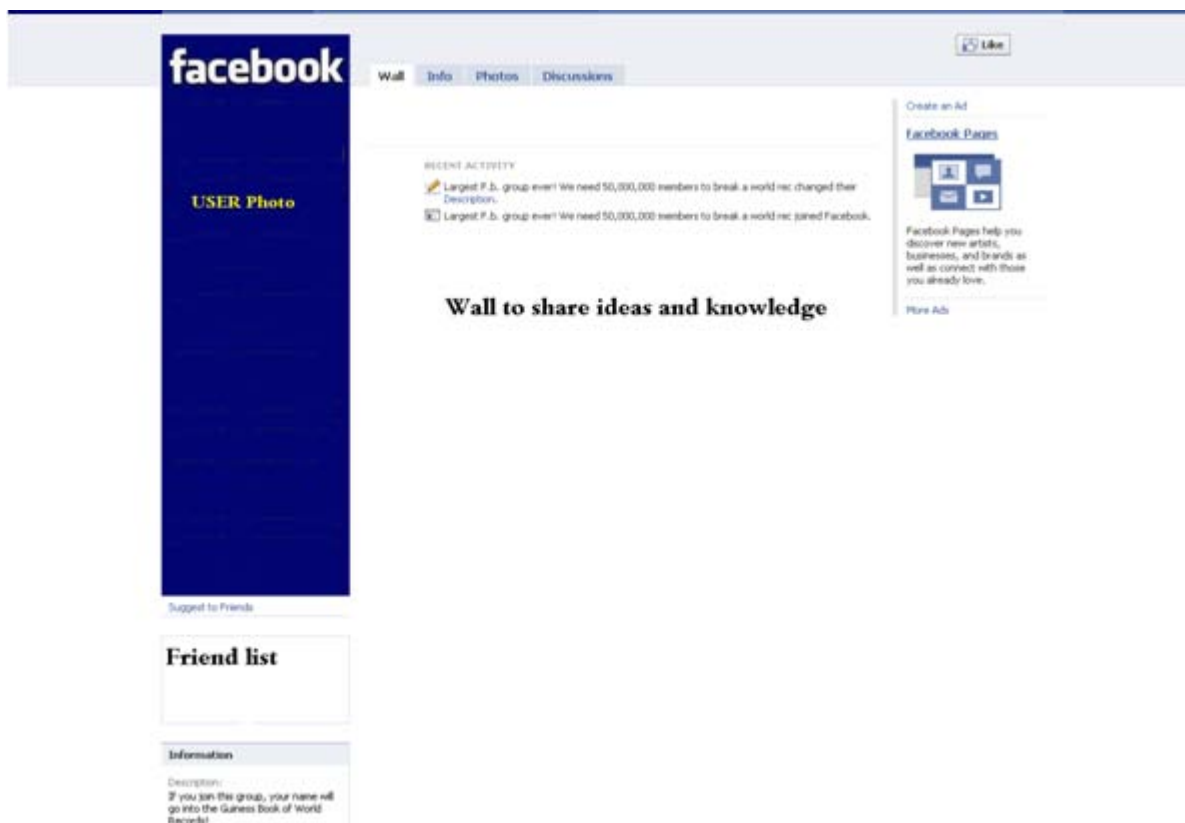 facebook
Like
Wall Info Photos Discussions
Create an Ad
Facebook Pages
RECENT ACTIVITY
Largest F.b. group ever! We need 50,000,000 members to break a world rec changed their
Description.
Largest F.b. group ever! We need 50,000,000 members to break a world rec joined Facebook.
USER Photo
Facebook Pages help you
discover new artists,
businesses, and brands as
well as connect with those
you already love.
Wall to share ideas and knowledge
More Ads
Suggest to Friends
Friend list
Information
Description:
If you join this group, your name will
go into the Guiness Book of World
Records!